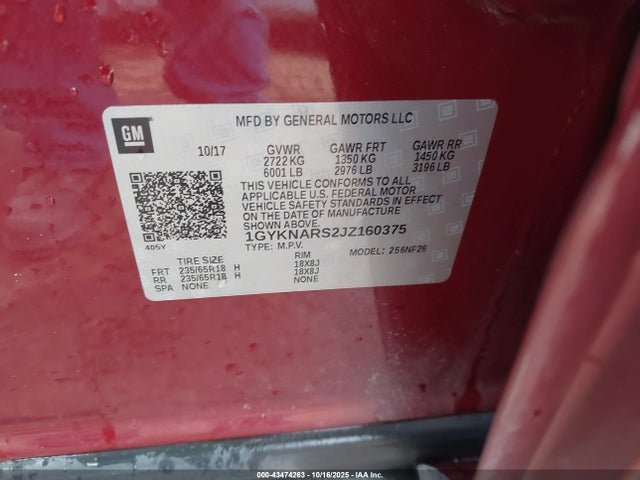 GM
MFD BY GENERAL MOTORS LLC
10/17 GVWR GAWR FRT GAWR RR
2722 KG 1350 KG 1450 KG
6001 LB 2976 LB 3196 LB
THIS VEHICLE CONFORMS TO ALL
APPLICABLE U.S. FEDERAL MOTOR
VEHICLE SAFETY STANDARDS IN EFFECT
ON THE DATE OF MANUFACTURE
SHOWN ABOVE.
1GYKNARS2JZ160375
TYPE: M.P.V. MODEL: 256NF26
405Y
TIRE SIZE RIM
FRT 235/65R18 H 18X8J
RR 235/65R18 H 18X8J
SPA NONE NONE
000-43474263 - 10/16/2025 - IAA Inc.